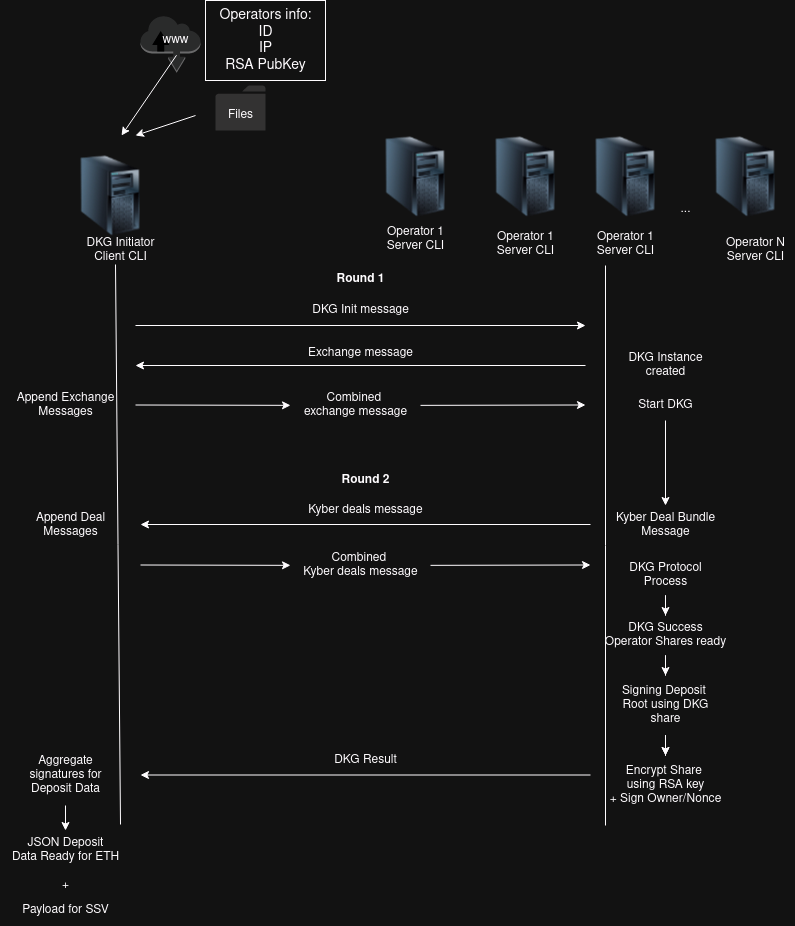 www
Operators info:
ID
IP
RSA PubKey
Files
DKG Initiator
Client CLI
Operator 1
Server CLI
Operator 1
Server CLI
Operator 1
Server CLI
...
Operator N
Server CLI
Round 1
DKG Init message
Exchange message
DKG Instance
created
Append Exchange
Messages
Combined
exchange message
Start DKG
Round 2
Kyber deals message
Append Deal
Messages
Kyber Deal Bundle
Message
Combined
Kyber deals message
DKG Protocol
Process
DKG Success
Operator Shares ready
Signing Deposit
Root using DKG
share
DKG Result
Aggregate
signatures for
Deposit Data
Encrypt Share
using RSA key
+ Sign Owner/Nonce
JSON Deposit
Data Ready for ETH
+
Payload for SSV